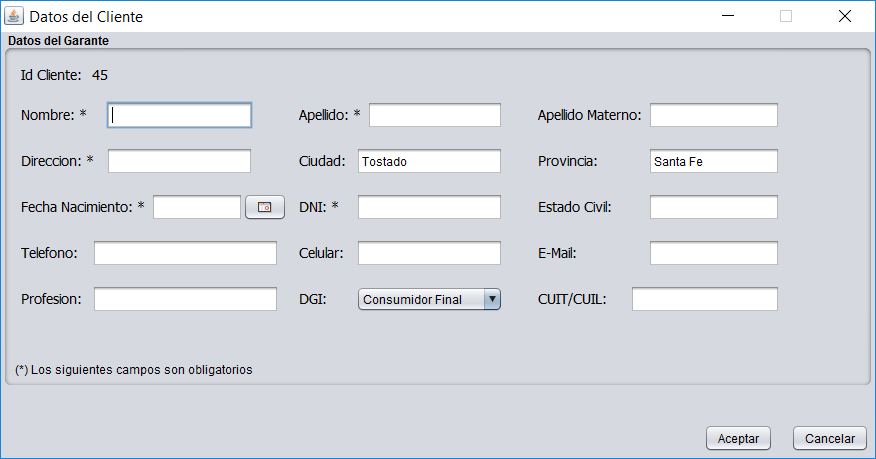 Datos del Cliente
Datos del Garante
Id Cliente: 45
Nombre: * Apellido: * Apellido Materno:
Direccion: * Ciudad: Tostado Provincia: Santa Fe
Fecha Nacimiento: * DNI: * Estado Civil:
Telefono: Celular: E-Mail:
Profesion: DGI: Consumidor Final CUIT/CUIL:
(*) Los siguientes campos son obligatorios
Aceptar Cancelar